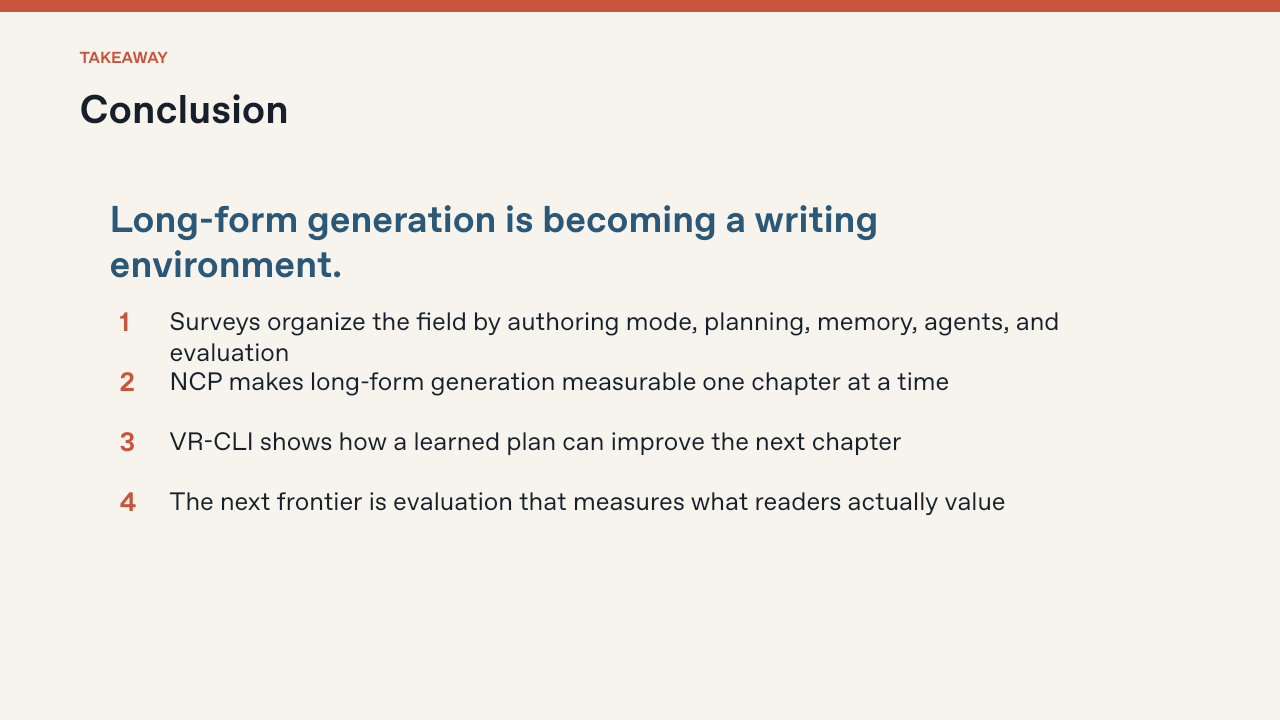 TAKEAWAY
Conclusion
Long-form generation is becoming a writing
environment.
1 Surveys organize the field by authoring mode, planning, memory, agents, and
evaluation
2 NCP makes long-form generation measurable one chapter at a time
3 VR-CLI shows how a learned plan can improve the next chapter
4 The next frontier is evaluation that measures what readers actually value